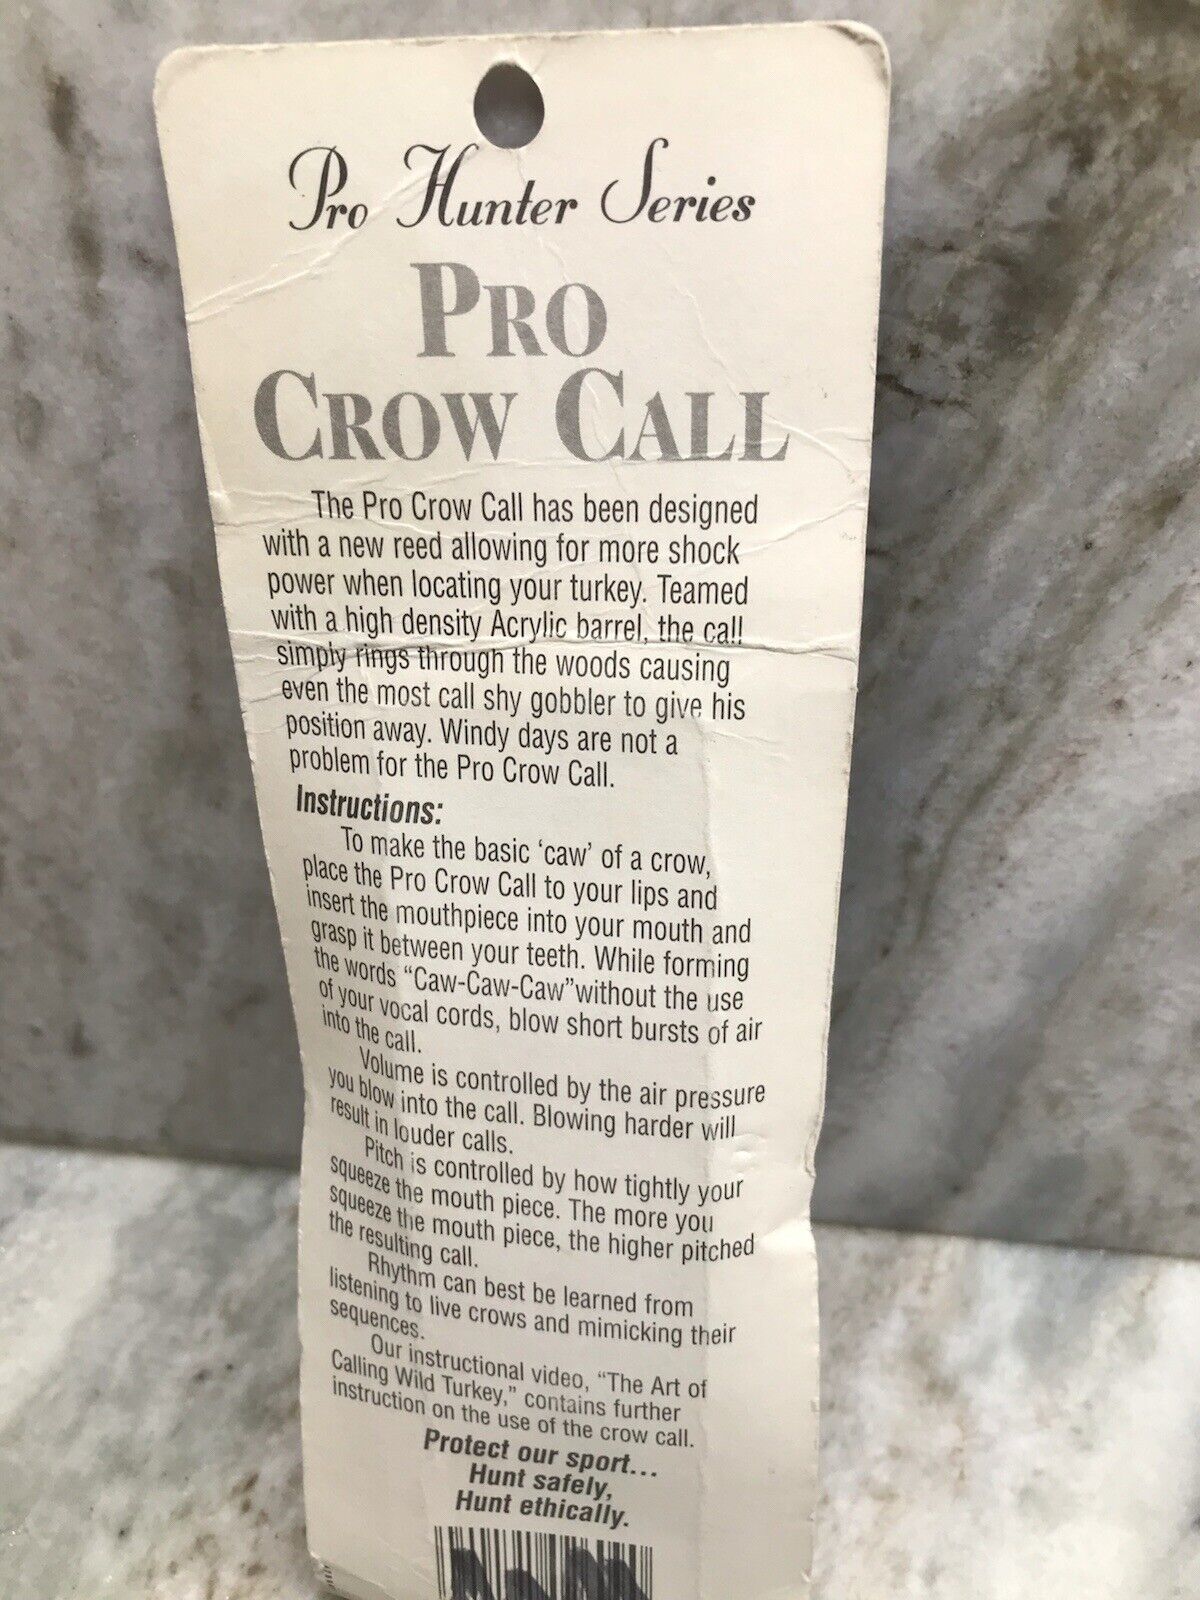 Pro Hunter Series
PRO
CROW CALL
The Pro Crow Call has been designed
with a new reed allowing for more shock
power when locating your turkey. Teamed
with a high density Acrylic barrel, the call
simply rings through the woods causing
even the most call shy gobbler to give his
position away. Windy days are not a
problem for the Pro Crow Call.
Instructions:
To make the basic ‘caw’ of a crow,
place the Pro Crow Call to your lips and
insert the mouthpiece into your mouth and
grasp it between your teeth. While forming
the words “Caw-Caw-Caw”without the use
of your vocal cords, blow short bursts of air
into the call.
Volume is controlled by the air pressure
you blow into the call. Blowing harder will
result in louder calls.
Pitch is controlled by how tightly your
squeeze the mouth piece. The more you
squeeze the mouth piece, the higher pitched
the resulting call.
Rhythm can best be learned from
listening to live crows and mimicking their
sequences.
Our instructional video, “The Art of
Calling Wild Turkey,” contains further
instruction on the use of the crow call.
Protect our sport...
Hunt safely,
Hunt ethically.